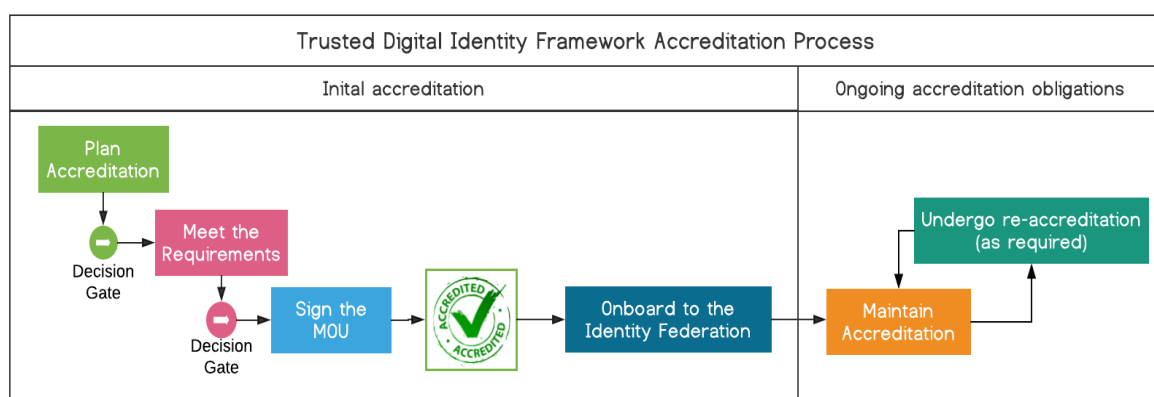 Trusted Digital Identity Framework Accreditation Process
Inital accreditation
Ongoing accreditation obligations
Plan
Accreditation
Decision
Gate
Meet the
Requirements
Decision
Gate
Sign the
MOU
ACCREDITED
ACCREDITED
Onboard to the
Identity Federation
Maintain
Accreditation
Undergo re-accreditation
(as required)